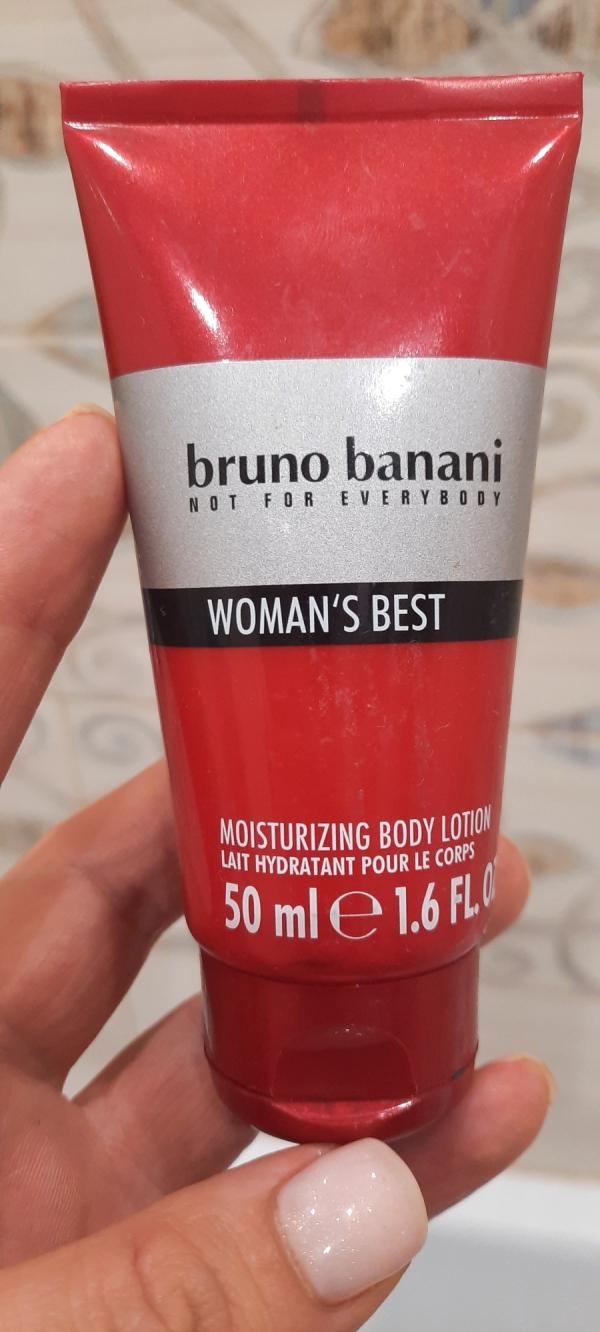 bruno banani
NOT FOR EVERYBODY
WOMAN'S BEST
MOISTURIZING BODY LOTION
LAIT HYDRATANT POUR LE CORPS
50 ml ℮ 1.6 FL.